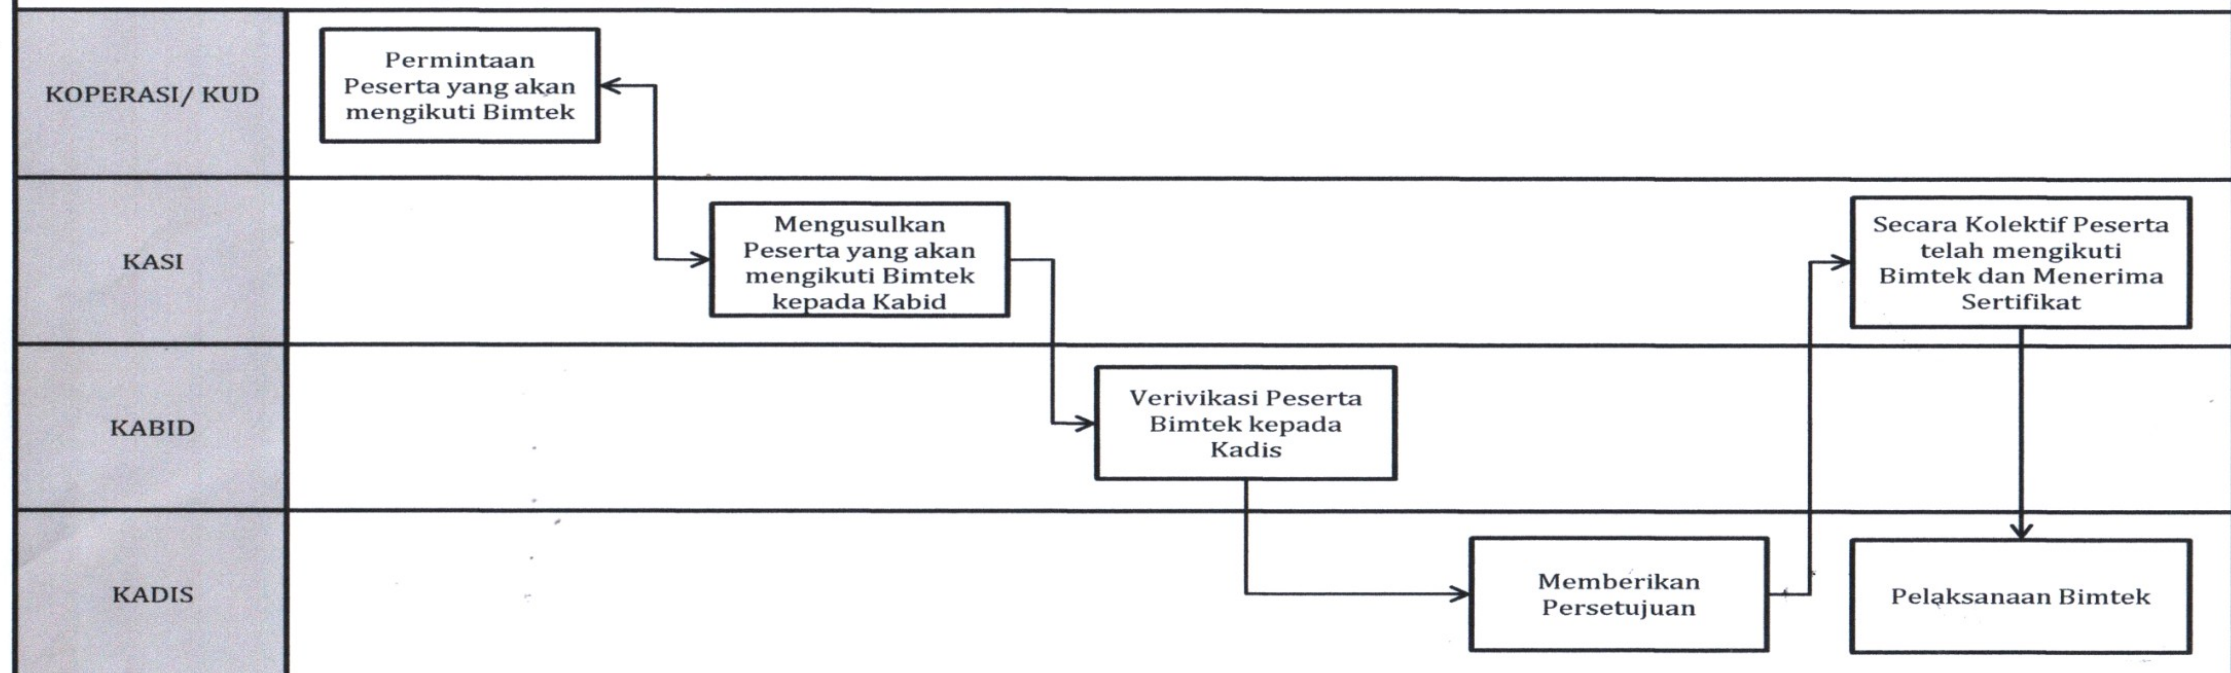 KOPERASI/ KUD
Permintaan
Peserta yang akan
mengikuti Bimtek
KASI
Mengusulkan
Peserta yang akan
mengikuti Bimtek
kepada Kabid
Secara Kolektif Peserta
telah mengikuti
Bimtek dan Menerima
Sertifikat
KABID
Verivikasi Peserta
Bimtek kepada
Kadis
KADIS
Memberikan
Persetujuan
Pelaksanaan Bimtek